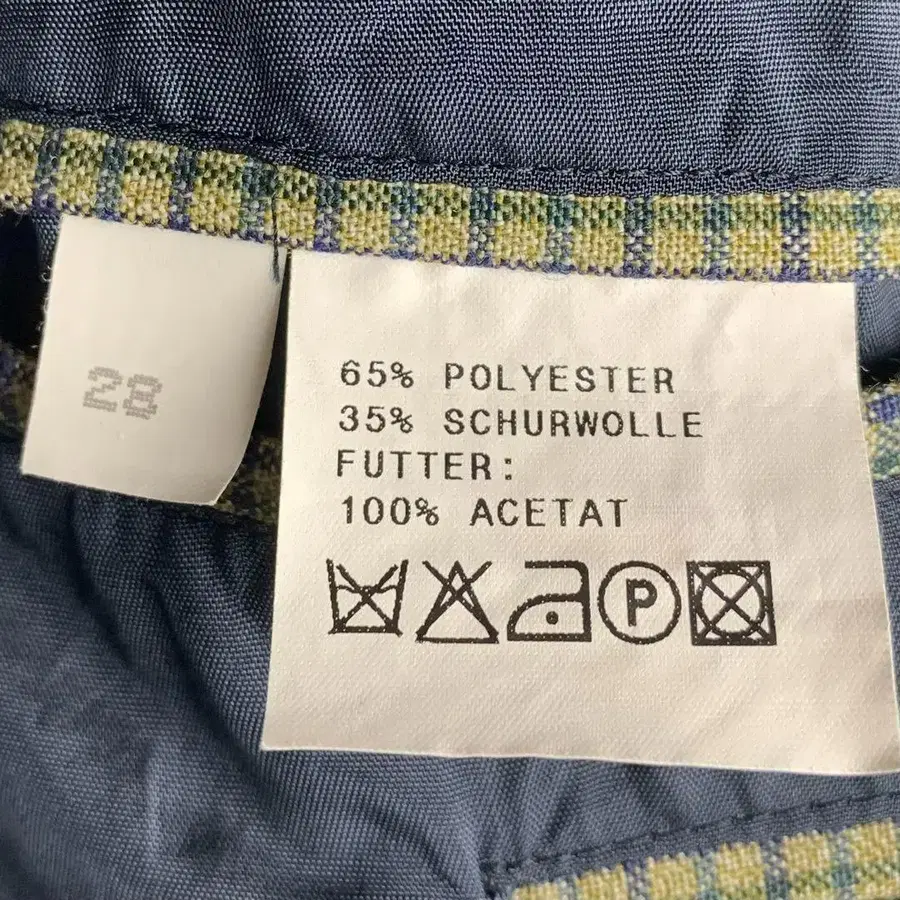 28
65% POLYESTER
35% SCHURWOLLE
FUTTER:
100% ACETAT
P